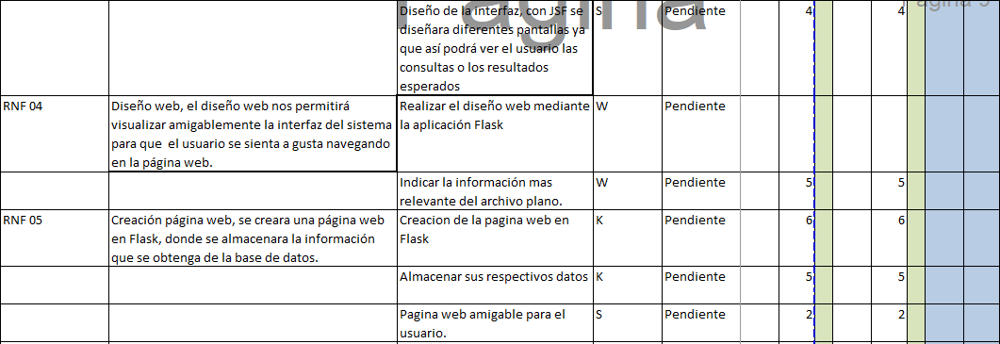 Página
Página 9
Diseño de la interfaz, con JSF se S Pendiente 4 4
diseñara diferentes pantallas ya
que así podrá ver el usuario las
consultas o los resultados
esperados
RNF 04 Diseño web, el diseño web nos permitirá Realizar el diseño web mediante W Pendiente
visualizar amigablemente la interfaz del sistema la aplicación Flask
para que el usuario se sienta a gusta navegando
en la página web.
Indicar la información mas W Pendiente 5 5
relevante del archivo plano.
RNF 05 Creación página web, se creara una página web Creacion de la pagina web en K Pendiente 6 6
en Flask, donde se almacenara la información Flask
que se obtenga de la base de datos.
Almacenar sus respectivos datos K Pendiente 5 5
Pagina web amigable para el S Pendiente 2 2
usuario.